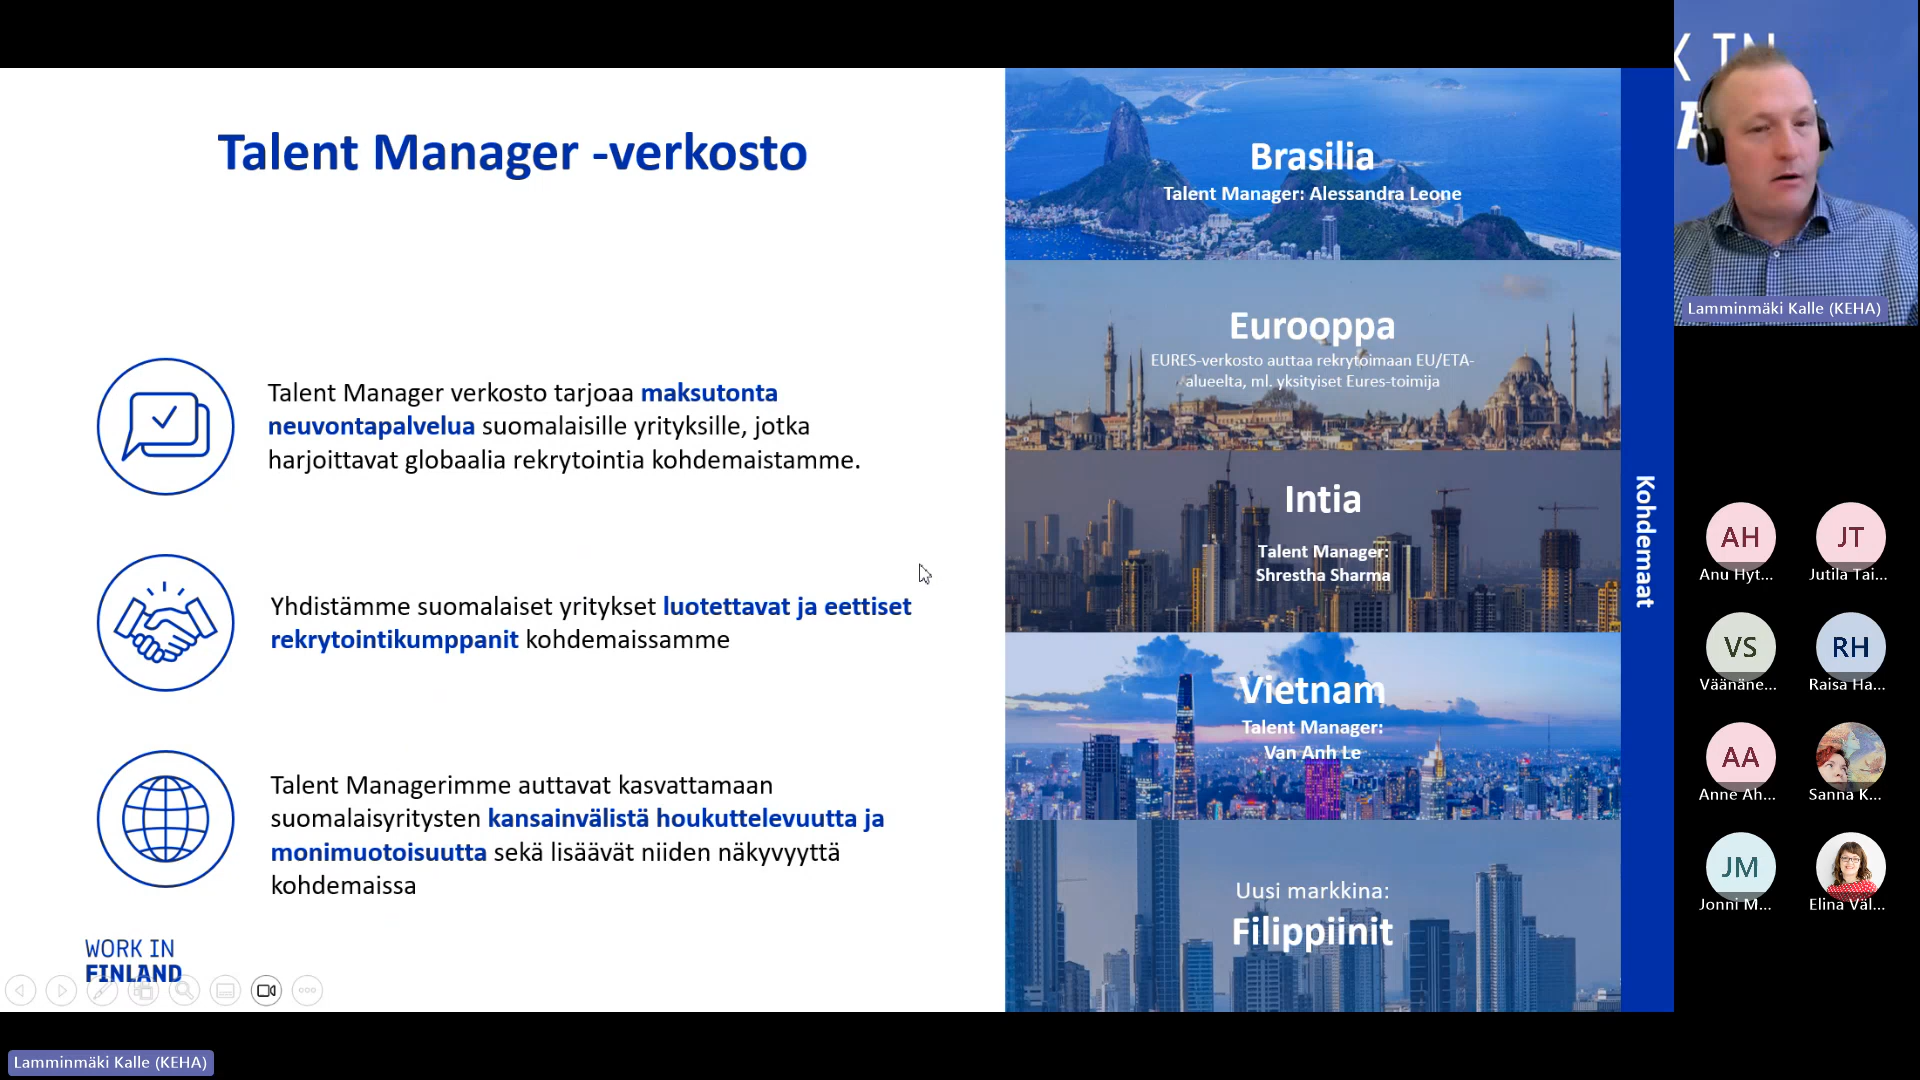 Talent Manager -verkosto
Talent Manager verkosto tarjoaa maksutonta
neuvontapalvelua suomalaisille yrityksille, jotka
harjoittavat globaalia rekrytointia kohdemaistamme.
Yhdistämme suomalaiset yritykset luotettavat ja eettiset
rekrytointikumppanit kohdemaissamme
Talent Managerimme auttavat kasvattamaan
suomalaisyritysten kansainvälistä houkuttelevuutta ja
monimuotoisuutta sekä lisäävät niiden näkyvyyttä
kohdemaissa
WORK IN
FINLAND
Brasilia
Talent Manager: Alessandra Leone
Eurooppa
EURES-verkosto auttaa rekrytoimaan EU/ETA-
alueelta, ml. yksityiset Eures-toimija
Intia
Talent Manager:
Shrestha Sharma
Vietnam
Talent Manager:
Van Anh Le
Uusi markkina:
Filippiinit
Kohdemaat
K IN
Lamminmäki Kalle (KEHA)
AH
Anu Hyt...
JT
Jutila Tai...
VS
Väänäne...
RH
Raisa Ha...
AA
Anne Ah...
Sanna K...
JM
Jonni M...
Elina Väl...
Lamminmäki Kalle (KEHA)